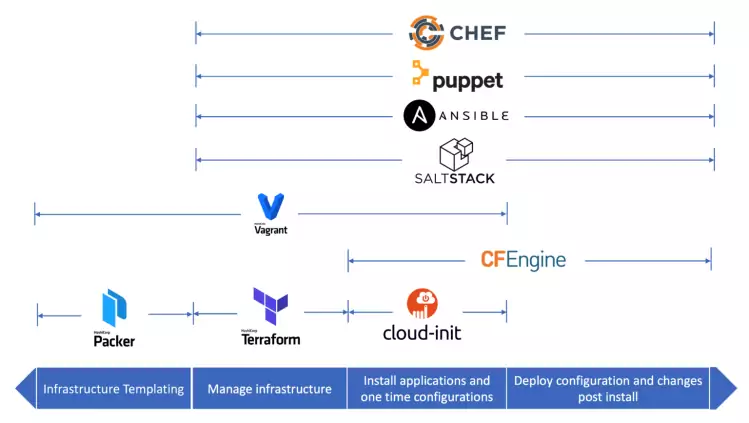 CHEF
puppet
ANSIBLE
SALTSTACK
HashiCorp
Vagrant
CFEngine
HashiCorp
Packer
HashiCorp
Terraform
cloud-init
Infrastructure Templating
Manage infrastructure
Install applications and
one time configurations
Deploy configuration and changes
post install